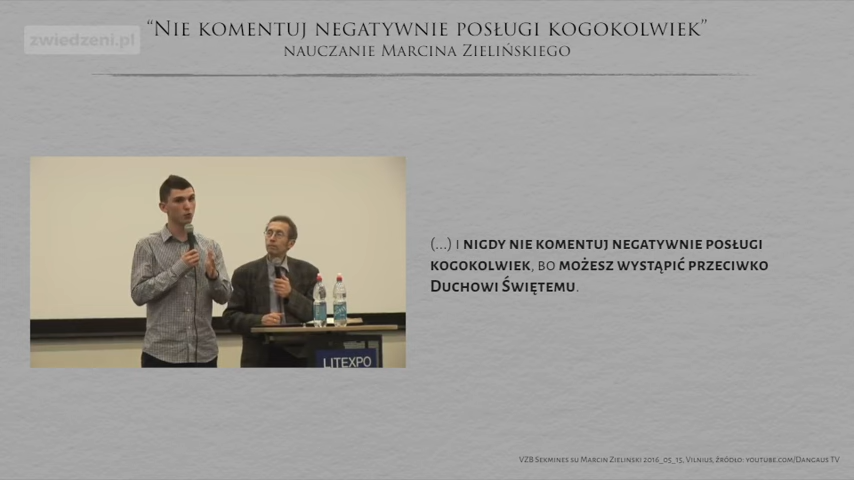 zwiedzeni.pl
“Nie komentuj negatywnie posługi kogokolwiek”
nauczanie Marcina Zielińskiego
(...) i nigdy nie komentuj negatywnie posługi
kogokolwiek, bo możesz wystąpić przeciwko
Duchowi Świętemu.
LITEXPO
VZB Sekmines su Marcin Zielinski 2016_05_15, Vilnius, źródło: youtube.com/Dangaus TV